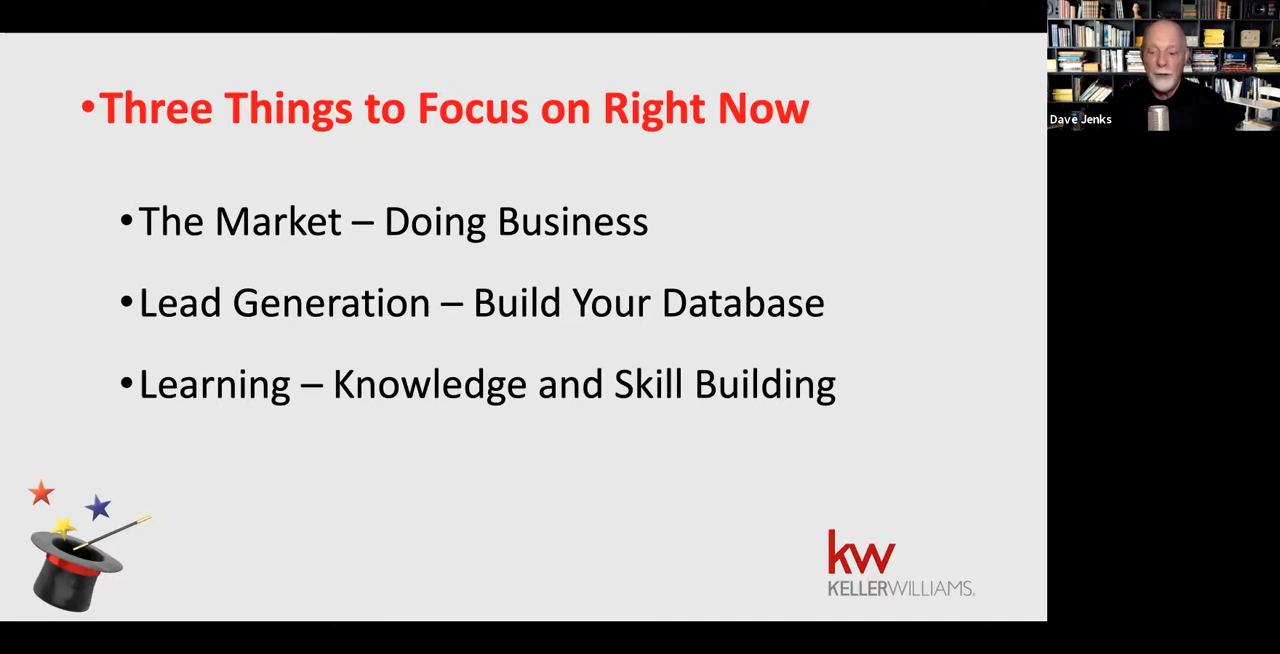 •Three Things to Focus on Right Now
•The Market – Doing Business
•Lead Generation – Build Your Database
•Learning – Knowledge and Skill Building
kw
KELLERWILLIAMS.
Dave Jenks